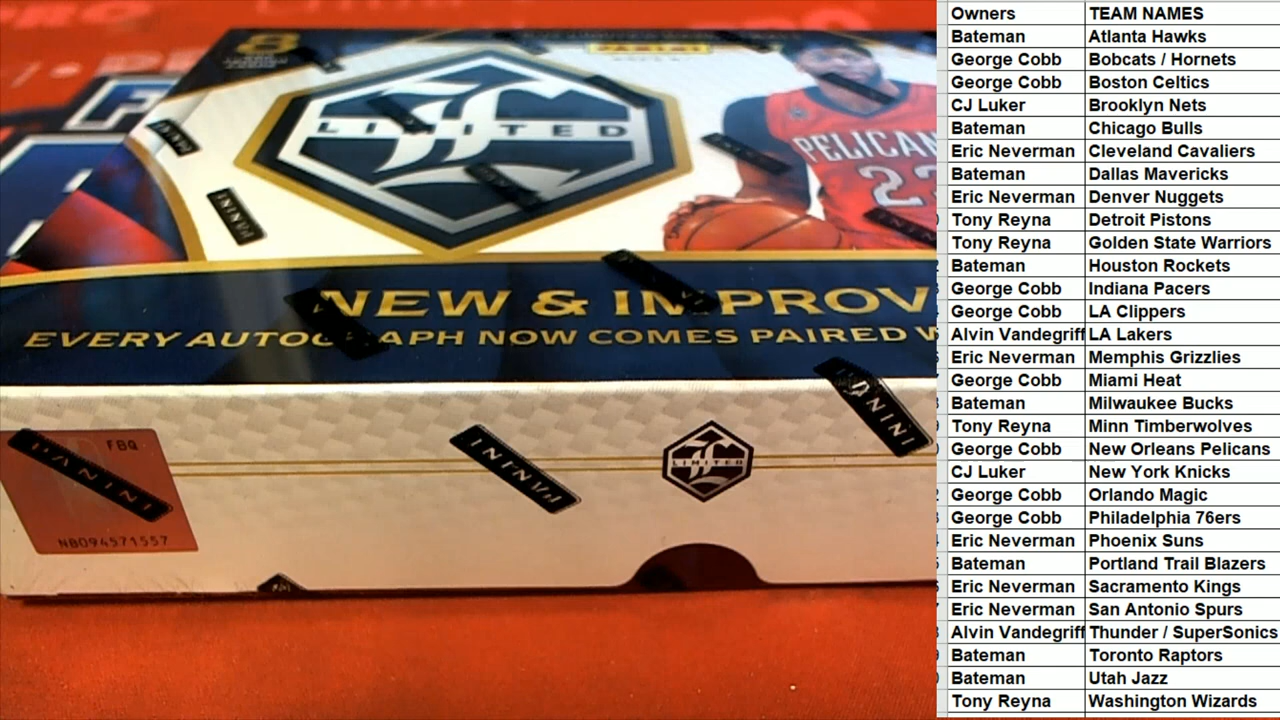 8
PANINI
LIMITED
PELICAN
23
PANINI
PANINI
NEW & IMPROV
EVERY AUTOGRAPH NOW COMES PAIRED W
PANINI
FBQ
PANINI
PANINI
LIMITED
NB094571557
Owners TEAM NAMES
Bateman Atlanta Hawks
George Cobb Bobcats / Hornets
George Cobb Boston Celtics
CJ Luker Brooklyn Nets
Bateman Chicago Bulls
Eric Neverman Cleveland Cavaliers
Bateman Dallas Mavericks
Eric Neverman Denver Nuggets
Tony Reyna Detroit Pistons
Tony Reyna Golden State Warriors
Bateman Houston Rockets
George Cobb Indiana Pacers
George Cobb LA Clippers
Alvin Vandegriff LA Lakers
Eric Neverman Memphis Grizzlies
George Cobb Miami Heat
Bateman Milwaukee Bucks
Tony Reyna Minn Timberwolves
George Cobb New Orleans Pelicans
CJ Luker New York Knicks
George Cobb Orlando Magic
George Cobb Philadelphia 76ers
Eric Neverman Phoenix Suns
Bateman Portland Trail Blazers
Eric Neverman Sacramento Kings
Eric Neverman San Antonio Spurs
Alvin Vandegriff Thunder / SuperSonics
Bateman Toronto Raptors
Bateman Utah Jazz
Tony Reyna Washington Wizards